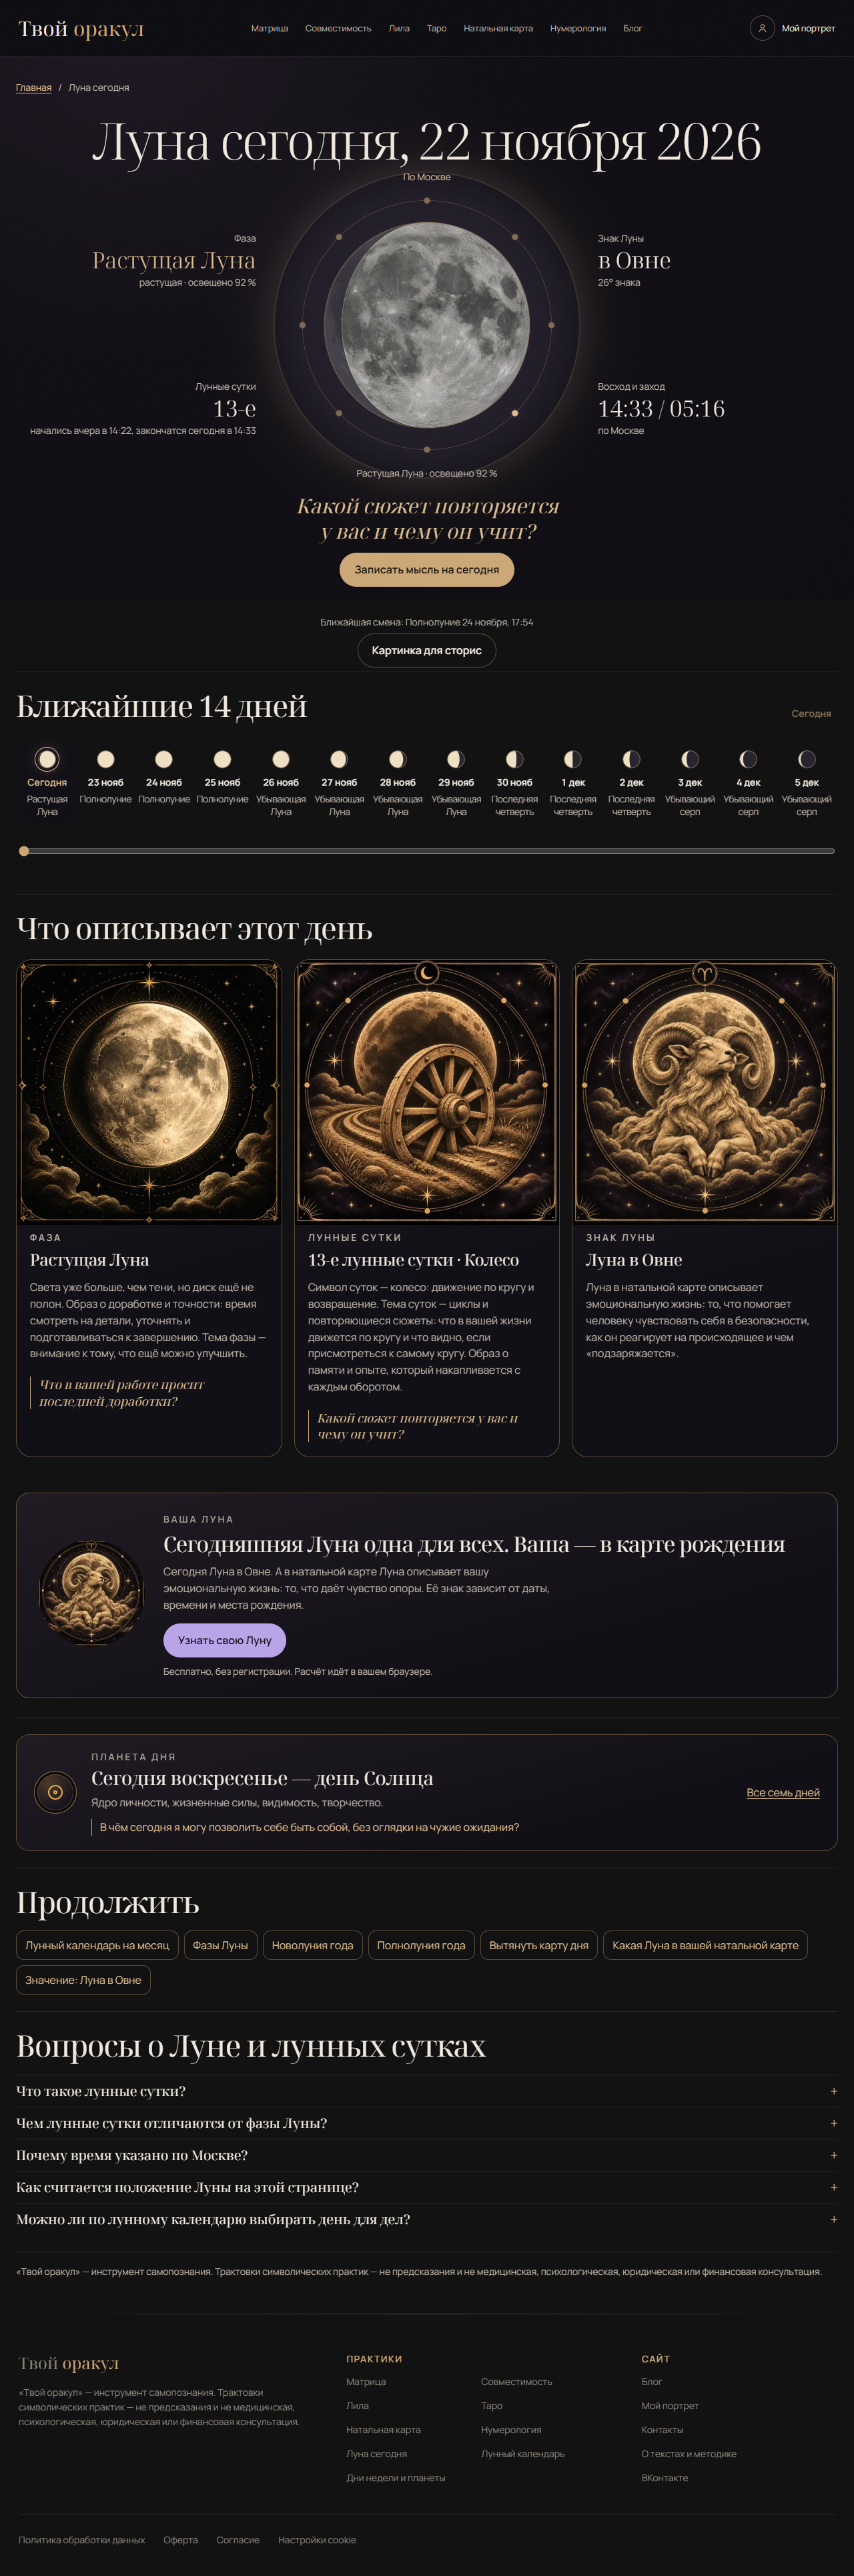 Твой оракул
Матрица
Совместимость
Лила
Таро
Натальная карта
Нумерология
Блог
Мой портрет
Главная / Луна сегодня
Луна сегодня, 22 ноября 2026
По Москве
Фаза
Растущая Луна
растущая · освещено 92 %
Знак Луны
в Овне
26° знака
Лунные сутки
13-е
начались вчера в 14:22, закончатся сегодня в 14:33
Восход и заход
14:33 / 05:16
по Москве
Растущая Луна · освещено 92 %
Какой сюжет повторяется
у вас и чему он учит?
Записать мысль на сегодня
Ближайшая смена: Полнолуние 24 ноября, 17:54
Картинка для сторис
Ближайшие 14 дней
Сегодня
Сегодня
Растущая
Луна
23 нояб
Полнолуние
24 нояб
Полнолуние
25 нояб
Полнолуние
26 нояб
Убывающая
Луна
27 нояб
Убывающая
Луна
28 нояб
Убывающая
Луна
29 нояб
Убывающая
Луна
30 нояб
Последняя
четверть
1 дек
Последняя
четверть
2 дек
Последняя
четверть
3 дек
Убывающий
серп
4 дек
Убывающий
серп
5 дек
Убывающий
серп
Что описывает этот день
ФАЗА
Растущая Луна
Света уже больше, чем тени, но диск ещё не
полон. Образ о доработке и точности: время
смотреть на детали, уточнять и
подготавливаться к завершению. Тема фазы —
внимание к тому, что ещё можно улучшить.
Что в вашей работе просит
последней доработки?
ЛУННЫЕ СУТКИ
13-е лунные сутки · Колесо
Символ суток — колесо: движение по кругу и
возвращение. Тема суток — циклы и
повторяющиеся сюжеты: что в вашей жизни
движется по кругу и что видно, если
присмотреться к самому кругу. Образ о
памяти и опыте, который накапливается с
каждым оборотом.
Какой сюжет повторяется у вас и
чему он учит?
ЗНАК ЛУНЫ
Луна в Овне
Луна в натальной карте описывает
эмоциональную жизнь: то, что помогает
человеку чувствовать себя в безопасности,
как он реагирует на происходящее и чем
«подзаряжается».
ВАША ЛУНА
Сегодняшняя Луна одна для всех. Ваша — в карте рождения
Сегодня Луна в Овне. А в натальной карте Луна описывает вашу
эмоциональную жизнь: то, что даёт чувство опоры. Её знак зависит от даты,
времени и места рождения.
Узнать свою Луну
Бесплатно, без регистрации. Расчёт идёт в вашем браузере.
ПЛАНЕТА ДНЯ
Сегодня воскресенье — день Солнца
Ядро личности, жизненные силы, видимость, творчество.
В чём сегодня я могу позволить себе быть собой, без оглядки на чужие ожидания?
Все семь дней
Продолжить
Лунный календарь на месяц
Фазы Луны
Новолуния года
Полнолуния года
Вытянуть карту дня
Какая Луна в вашей натальной карте
Значение: Луна в Овне
Вопросы о Луне и лунных сутках
Что такое лунные сутки? +
Чем лунные сутки отличаются от фазы Луны? +
Почему время указано по Москве? +
Как считается положение Луны на этой странице? +
Можно ли по лунному календарю выбирать день для дел? +
«Твой оракул» — инструмент самопознания. Трактовки символических практик — не предсказания и не медицинская, психологическая, юридическая или финансовая консультация.
Твой оракул
«Твой оракул» — инструмент самопознания. Трактовки
символических практик — не предсказания и не медицинская,
психологическая, юридическая или финансовая консультация.
ПРАКТИКИ
Матрица
Совместимость
Лила
Таро
Натальная карта
Нумерология
Луна сегодня
Лунный календарь
Дни недели и планеты
САЙТ
Блог
Мой портрет
Контакты
О текстах и методике
ВКонтакте
Политика обработки данных
Оферта
Согласие
Настройки cookie